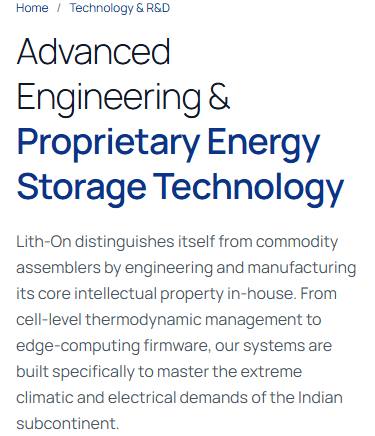 Home / Technology & R&D
Advanced
Engineering &
Proprietary Energy
Storage Technology
Lith-On distinguishes itself from commodity
assemblers by engineering and manufacturing
its core intellectual property in-house. From
cell-level thermodynamic management to
edge-computing firmware, our systems are
built specifically to master the extreme
climatic and electrical demands of the Indian
subcontinent.